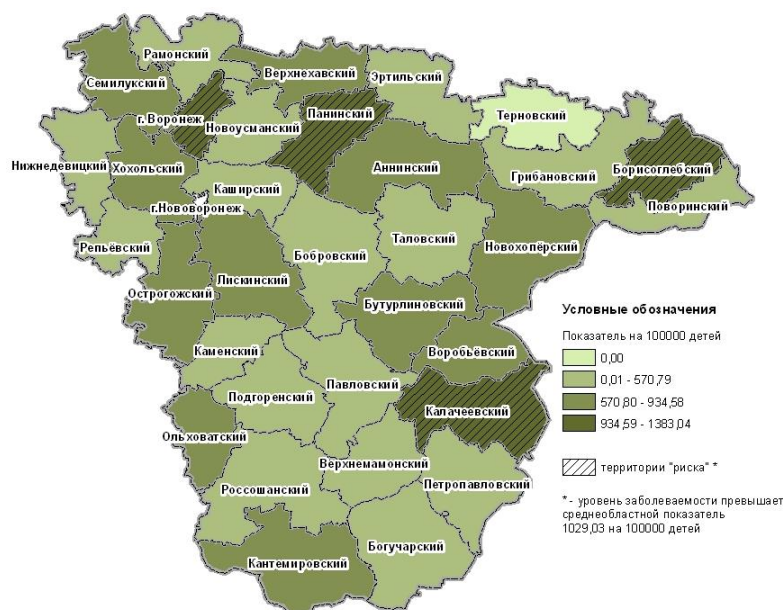 Рамонский
Верхнехавский
Эртильский
Семилукский
г. Воронеж
Новоусманский
Панинский
Терновский
Нижнедевицкий
Хохольский
Аннинский
Грибановский
Борисоглебский
Каширский
Поворинский
г.Нововоронеж
Репьёвский
Бобровский
Таловский
Новохопёрский
Острогожский
Лискинский
Бутурлиновский
Каменский
Воробьёвский
Подгоренский
Павловский
Калачеевский
Ольховатский
Верхнемамонский
Россошанский
Петропавловский
Богучарский
Кантемировский
Условные обозначения
Показатель на 100000 детей
0,00
0,01 - 570,79
570,80 - 934,58
934,59 - 1383,04
территории "риска" *
* - уровень заболеваемости превышает
среднеобластной показатель
1029,03 на 100000 детей